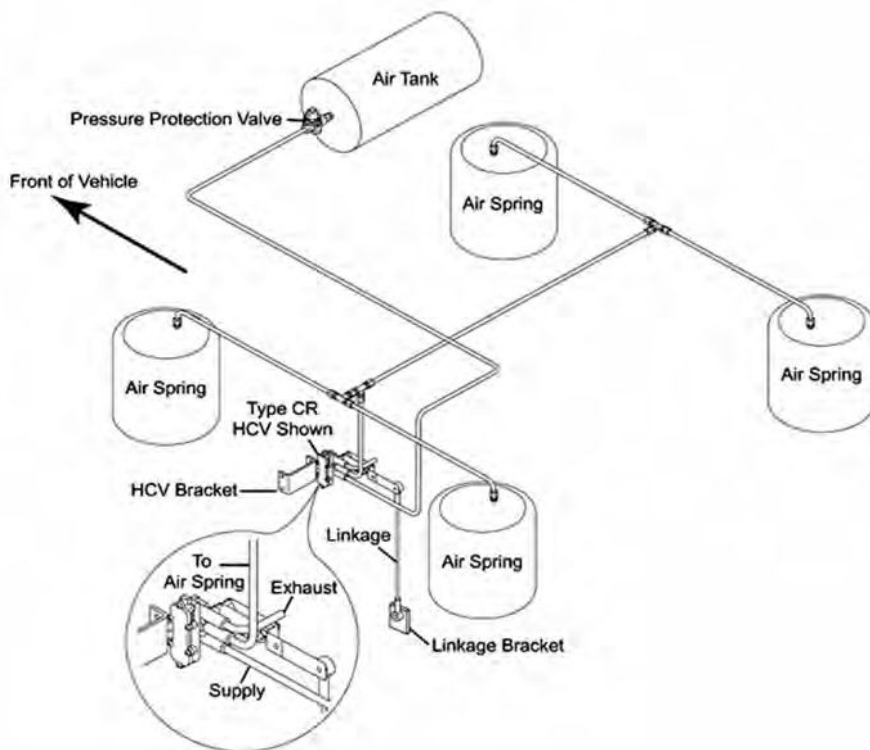 Air Tank
Pressure Protection Valve
Front of Vehicle
Air Spring
Air Spring
Air Spring
Type CR
HCV Shown
HCV Bracket
Linkage
Air Spring
To
Air Spring
Exhaust
Linkage Bracket
Supply